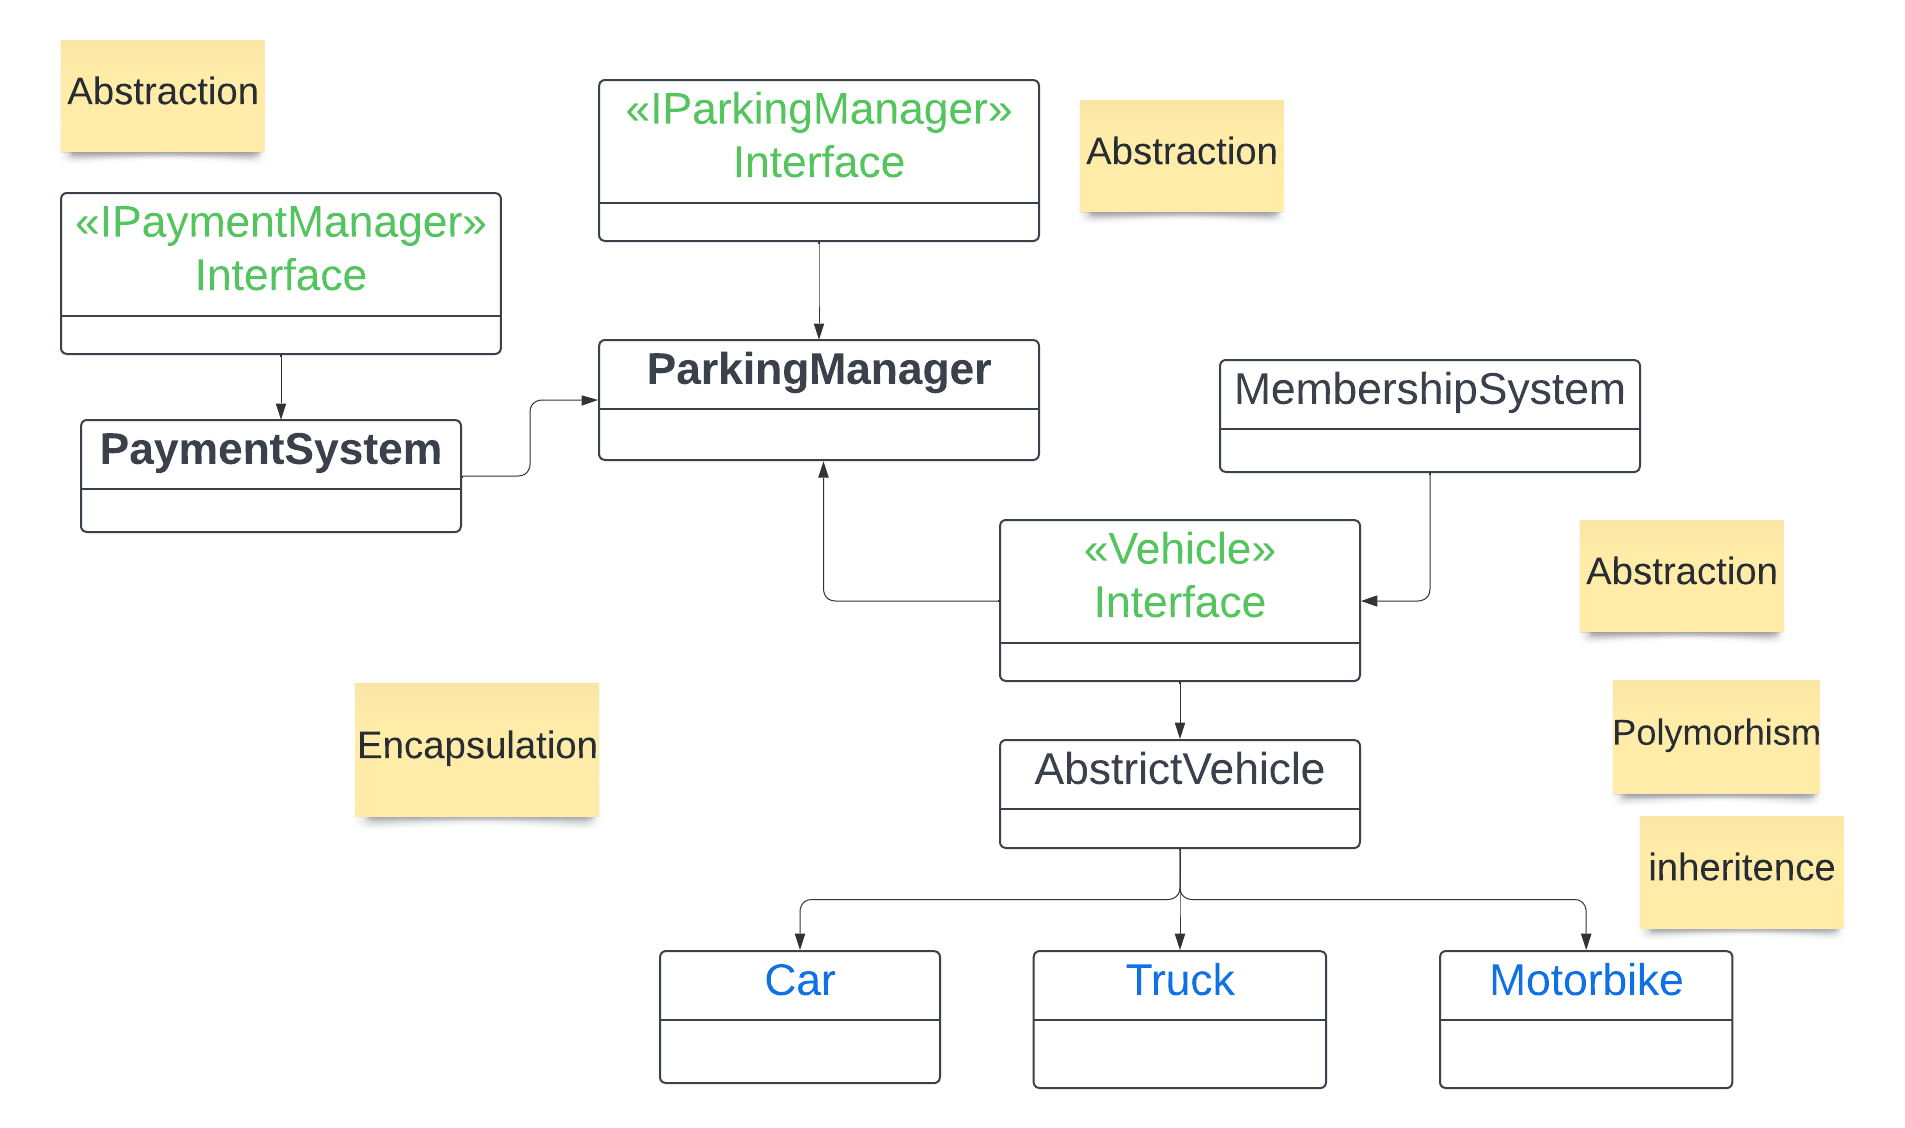 Abstraction
«IParkingManager»
Interface
Abstraction
«IPaymentManager»
Interface
ParkingManager
MembershipSystem
PaymentSystem
«Vehicle»
Interface
Abstraction
Encapsulation
Polymorhism
AbstrictVehicle
inheritence
Car
Truck
Motorbike